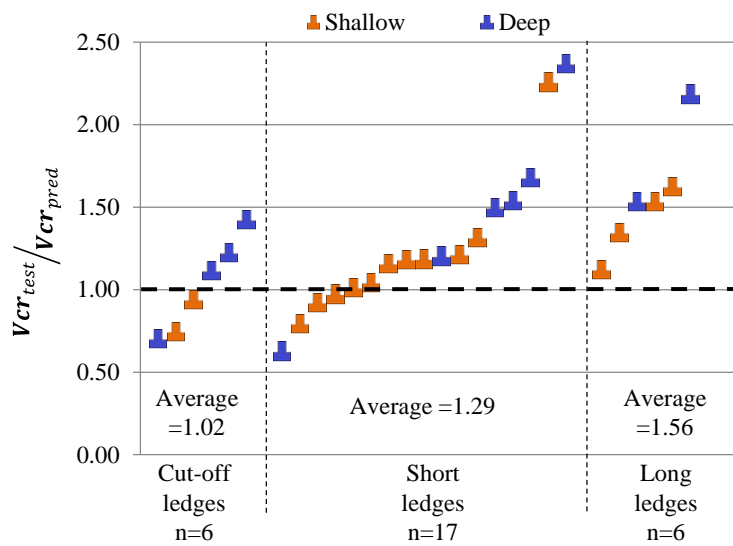 Shallow Deep
2.50
2.00
1.50
1.00
0.50
0.00
Vcr_test/Vcr_pred
Average
=1.02
Average =1.29
Average
=1.56
Cut-off
ledges
n=6
Short
ledges
n=17
Long
ledges
n=6